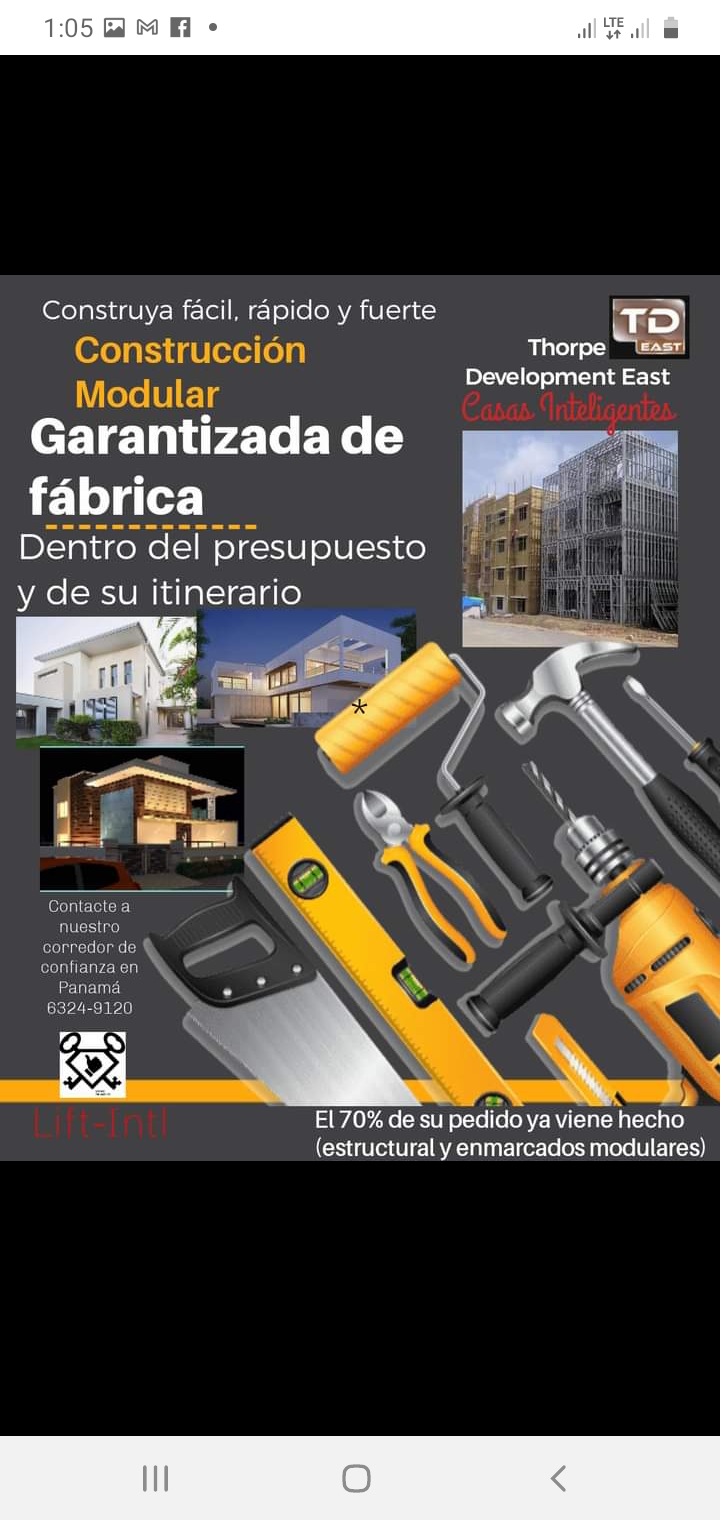 1:05
LTE
Construya fácil, rápido y fuerte
Construcción
Modular
Garantizada de
fábrica
Dentro del presupuesto
y de su itinerario
TD
EAST
Thorpe
Development East
Casas Inteligentes
*
Contacte a
nuestro
corredor de
confianza en
Panamá
6324-9120
Lift-Intl
El 70% de su pedido ya viene hecho
(estructural y enmarcados modulares)